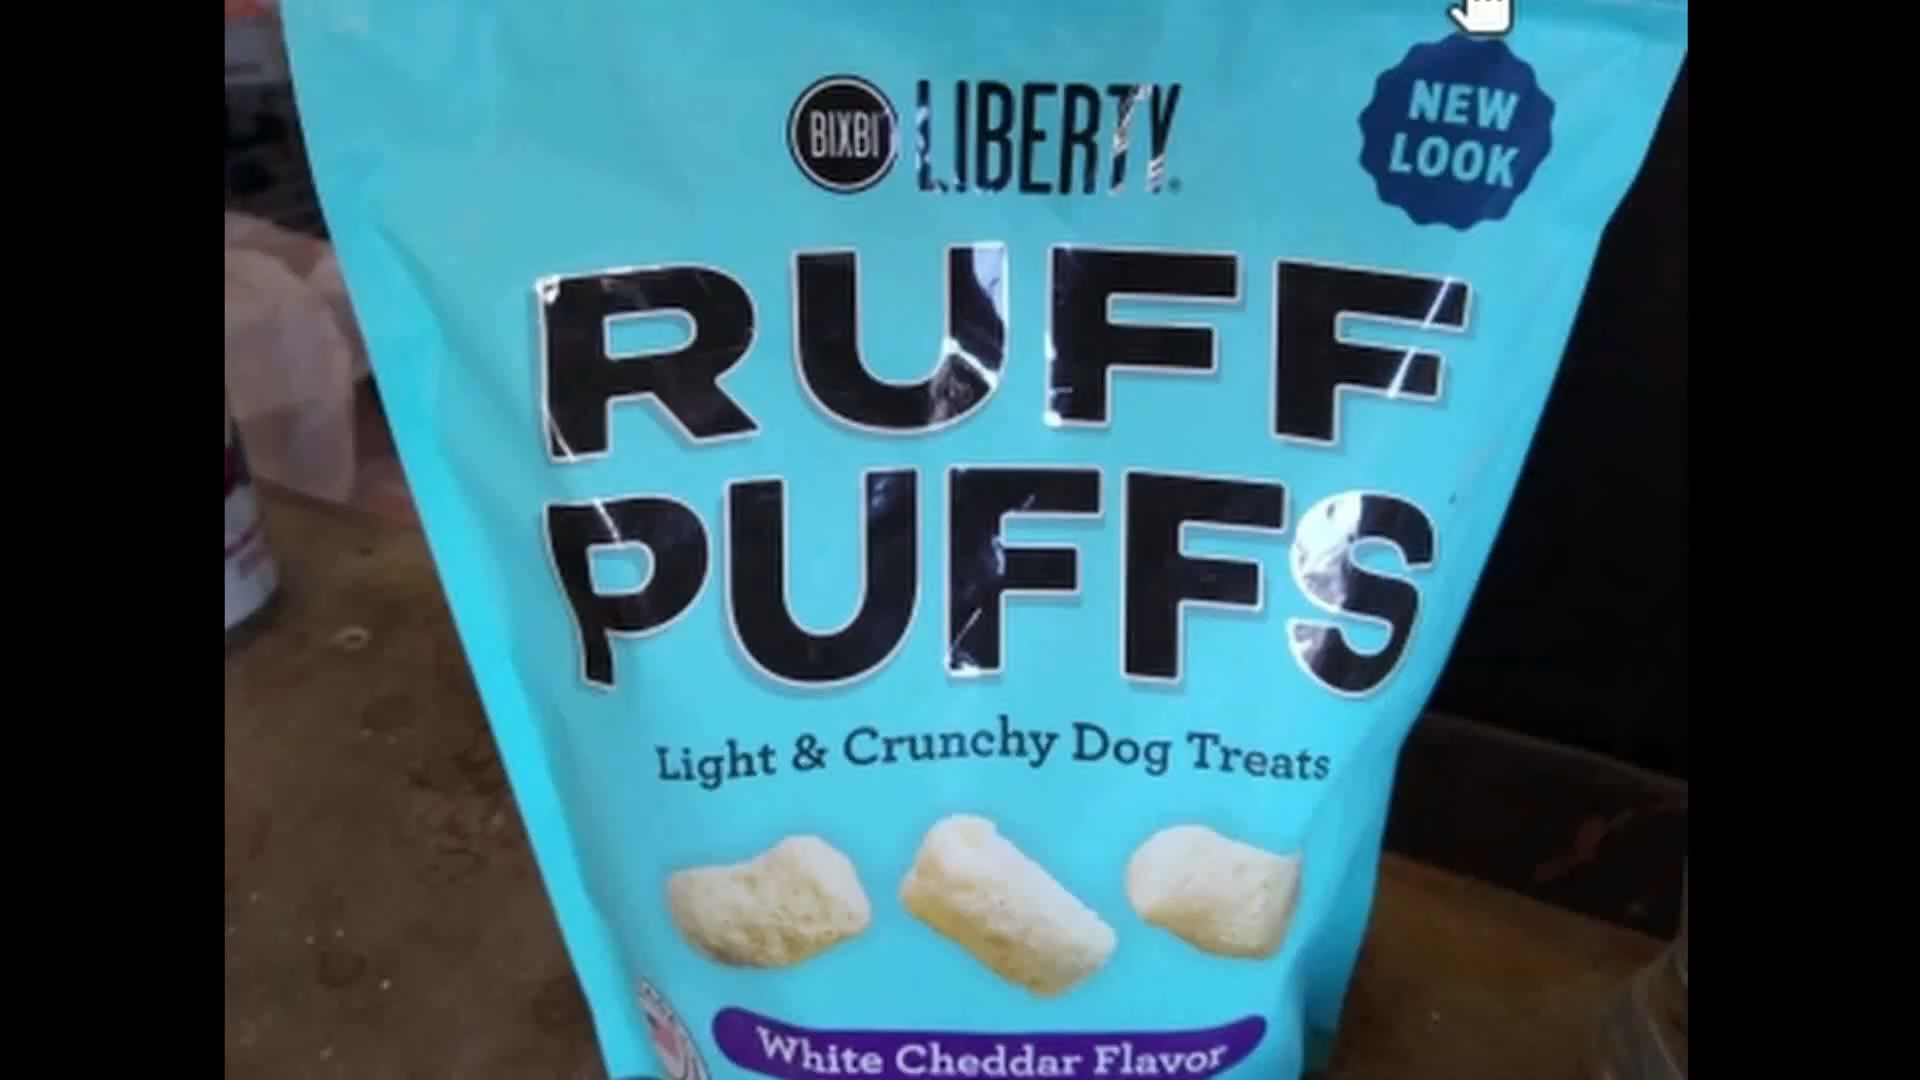 BIXBI LIBERTY
NEW
LOOK
RUFF
PUFFS
Light & Crunchy Dog Treats
White Cheddar Flavor